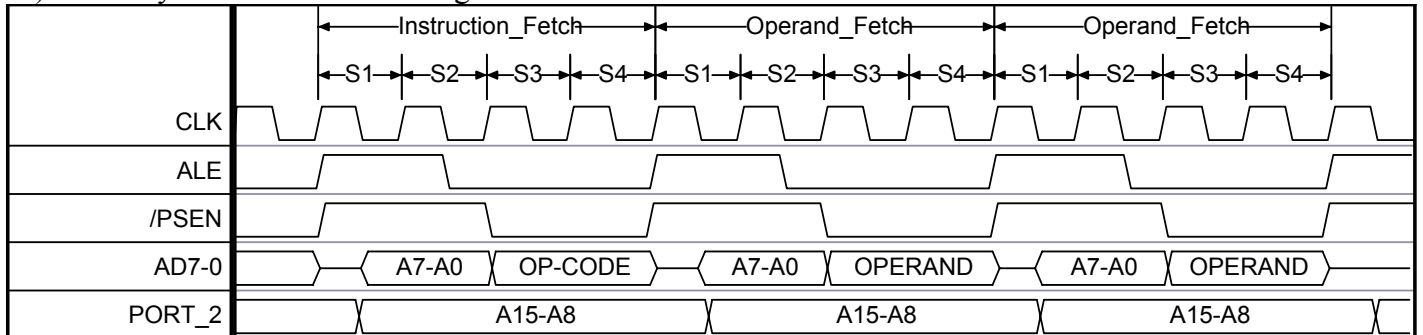 Instruction_Fetch Operand_Fetch Operand_Fetch
S1 S2 S3 S4 S1 S2 S3 S4 S1 S2 S3 S4
CLK
ALE
/PSEN
AD7-0 A7-A0 OP-CODE A7-A0 OPERAND A7-A0 OPERAND
PORT_2 A15-A8 A15-A8 A15-A8